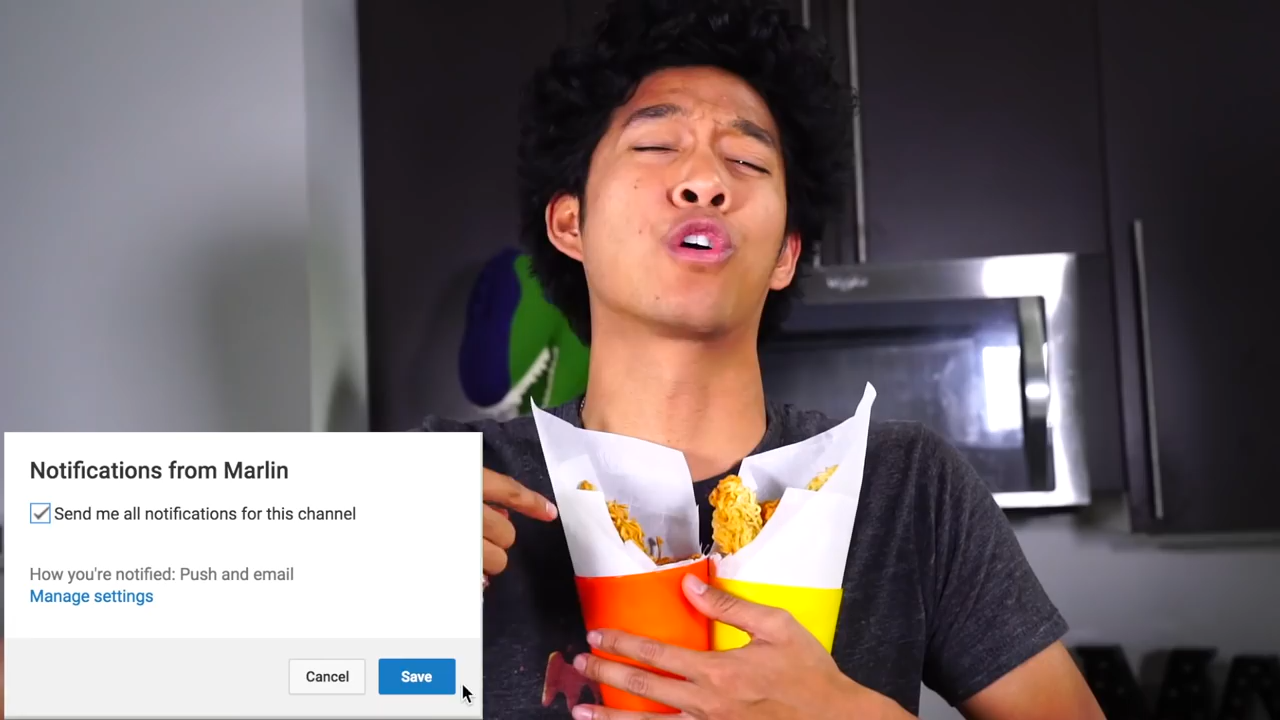 Notifications from Marlin
Send me all notifications for this channel
How you're notified: Push and email
Manage settings
Cancel
Save